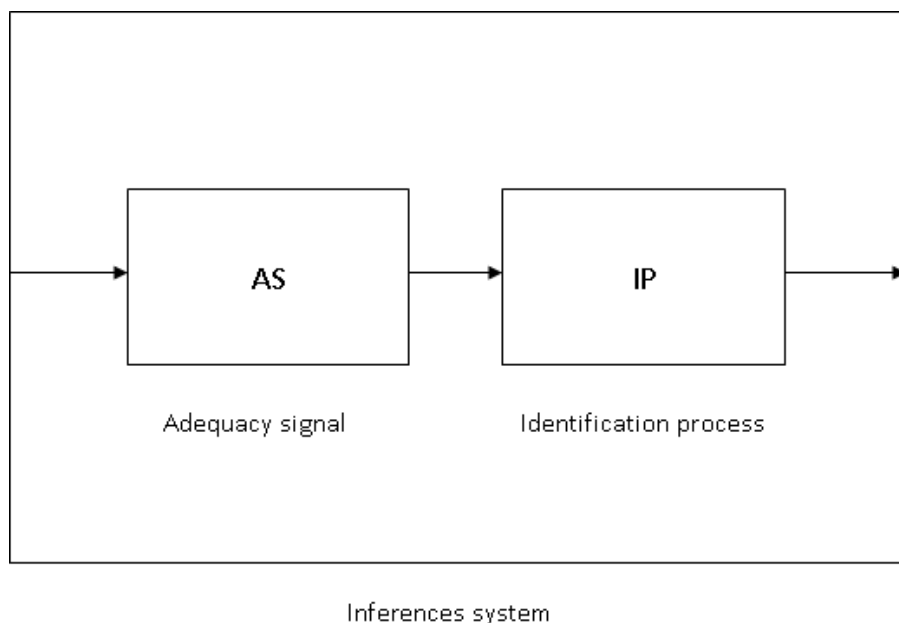 AS
IP
Adequacy signal
Identification process
Inferences system